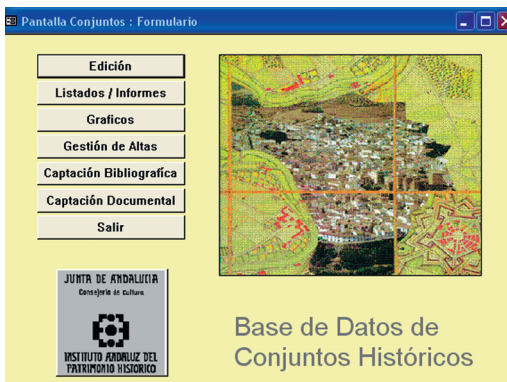 Pantalla Conjuntos : Formulario
Edición
Listados / Informes
Graficos
Gestión de Altas
Captación Bibliografíca
Captación Documental
Salir
JUNTA DE ANDALUCIA
Consejería de Cultura
INSTITUTO ANDALUZ DEL
PATRIMONIO HISTORICO
Base de Datos de
Conjuntos Históricos